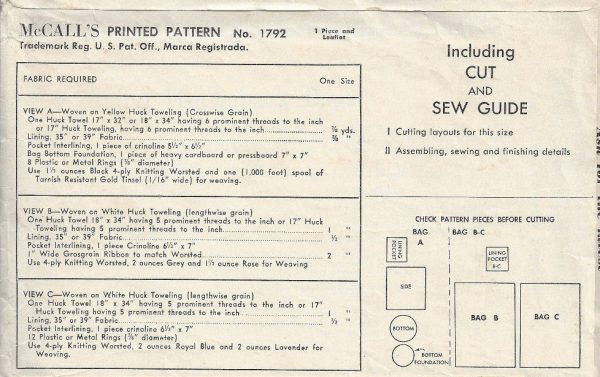 McCALL'S PRINTED PATTERN No. 1792
1 Piece and
Leaflet
Trademark Reg. U. S. Pat. Off., Marca Registrada.
FABRIC REQUIRED One Size
VIEW A—Woven on Yellow Huck Toweling (Crosswise Grain)
One Huck Towel 17" x 32" or 18" x 34" having 6 prominent threads to the inch
or 17" Huck Toweling, having 6 prominent threads to the inch ⅞ yds.
Lining, 35" or 39" Fabric ⅜ "
Pocket Interlining, 1 piece of crinoline 6½" x 6½"
Bag Bottom Foundation, 1 piece of heavy cardboard or pressboard 7" x 7"
8 Plastic or Metal Rings (⅞" diameter)
Use 1½ ounces Black 4-ply Knitting Worsted and one (1,000 foot) spool of
Tarnish Resistant Gold Tinsel (1/16" wide) for weaving.
VIEW B—Woven on White Huck Toweling (lengthwise grain)
One Huck Towel 18" x 34" having 5 prominent threads to the inch or 17" Huck
Toweling having 5 prominent threads to the inch 1 "
Lining, 35" or 39" Fabric ½ "
Pocket Interlining, 1 piece Crinoline 6½" x 7"
1" Wide Grosgrain Ribbon to match Worsted 2 "
Use 4-ply Knitting Worsted, 2 ounces Grey and 1½ ounce Rose for Weaving
VIEW C—Woven on White Huck Toweling (lengthwise grain)
One Huck Towel 18" x 34" having 5 prominent threads to the inch or 17"
Huck Toweling having 5 prominent threads to the inch 1 "
Lining, 35" or 39" Fabric ½ "
Pocket Interlining, 1 piece crinoline 6½" x 7"
12 Plastic or Metal Rings (⅞" diameter)
Use 4-ply Knitting Worsted, 2 ounces Royal Blue and 2 ounces Lavender for
Weaving.
Including
CUT
AND
SEW GUIDE
I Cutting layouts for this size
II Assembling, sewing and finishing details
CHECK PATTERN PIECES BEFORE CUTTING
BAG
A
BAG B-C
LINING
POCKET
LINING
POCKET
B-C
SIDE
BAG B
BAG C
BOTTOM
BOTTOM
FOUNDATION